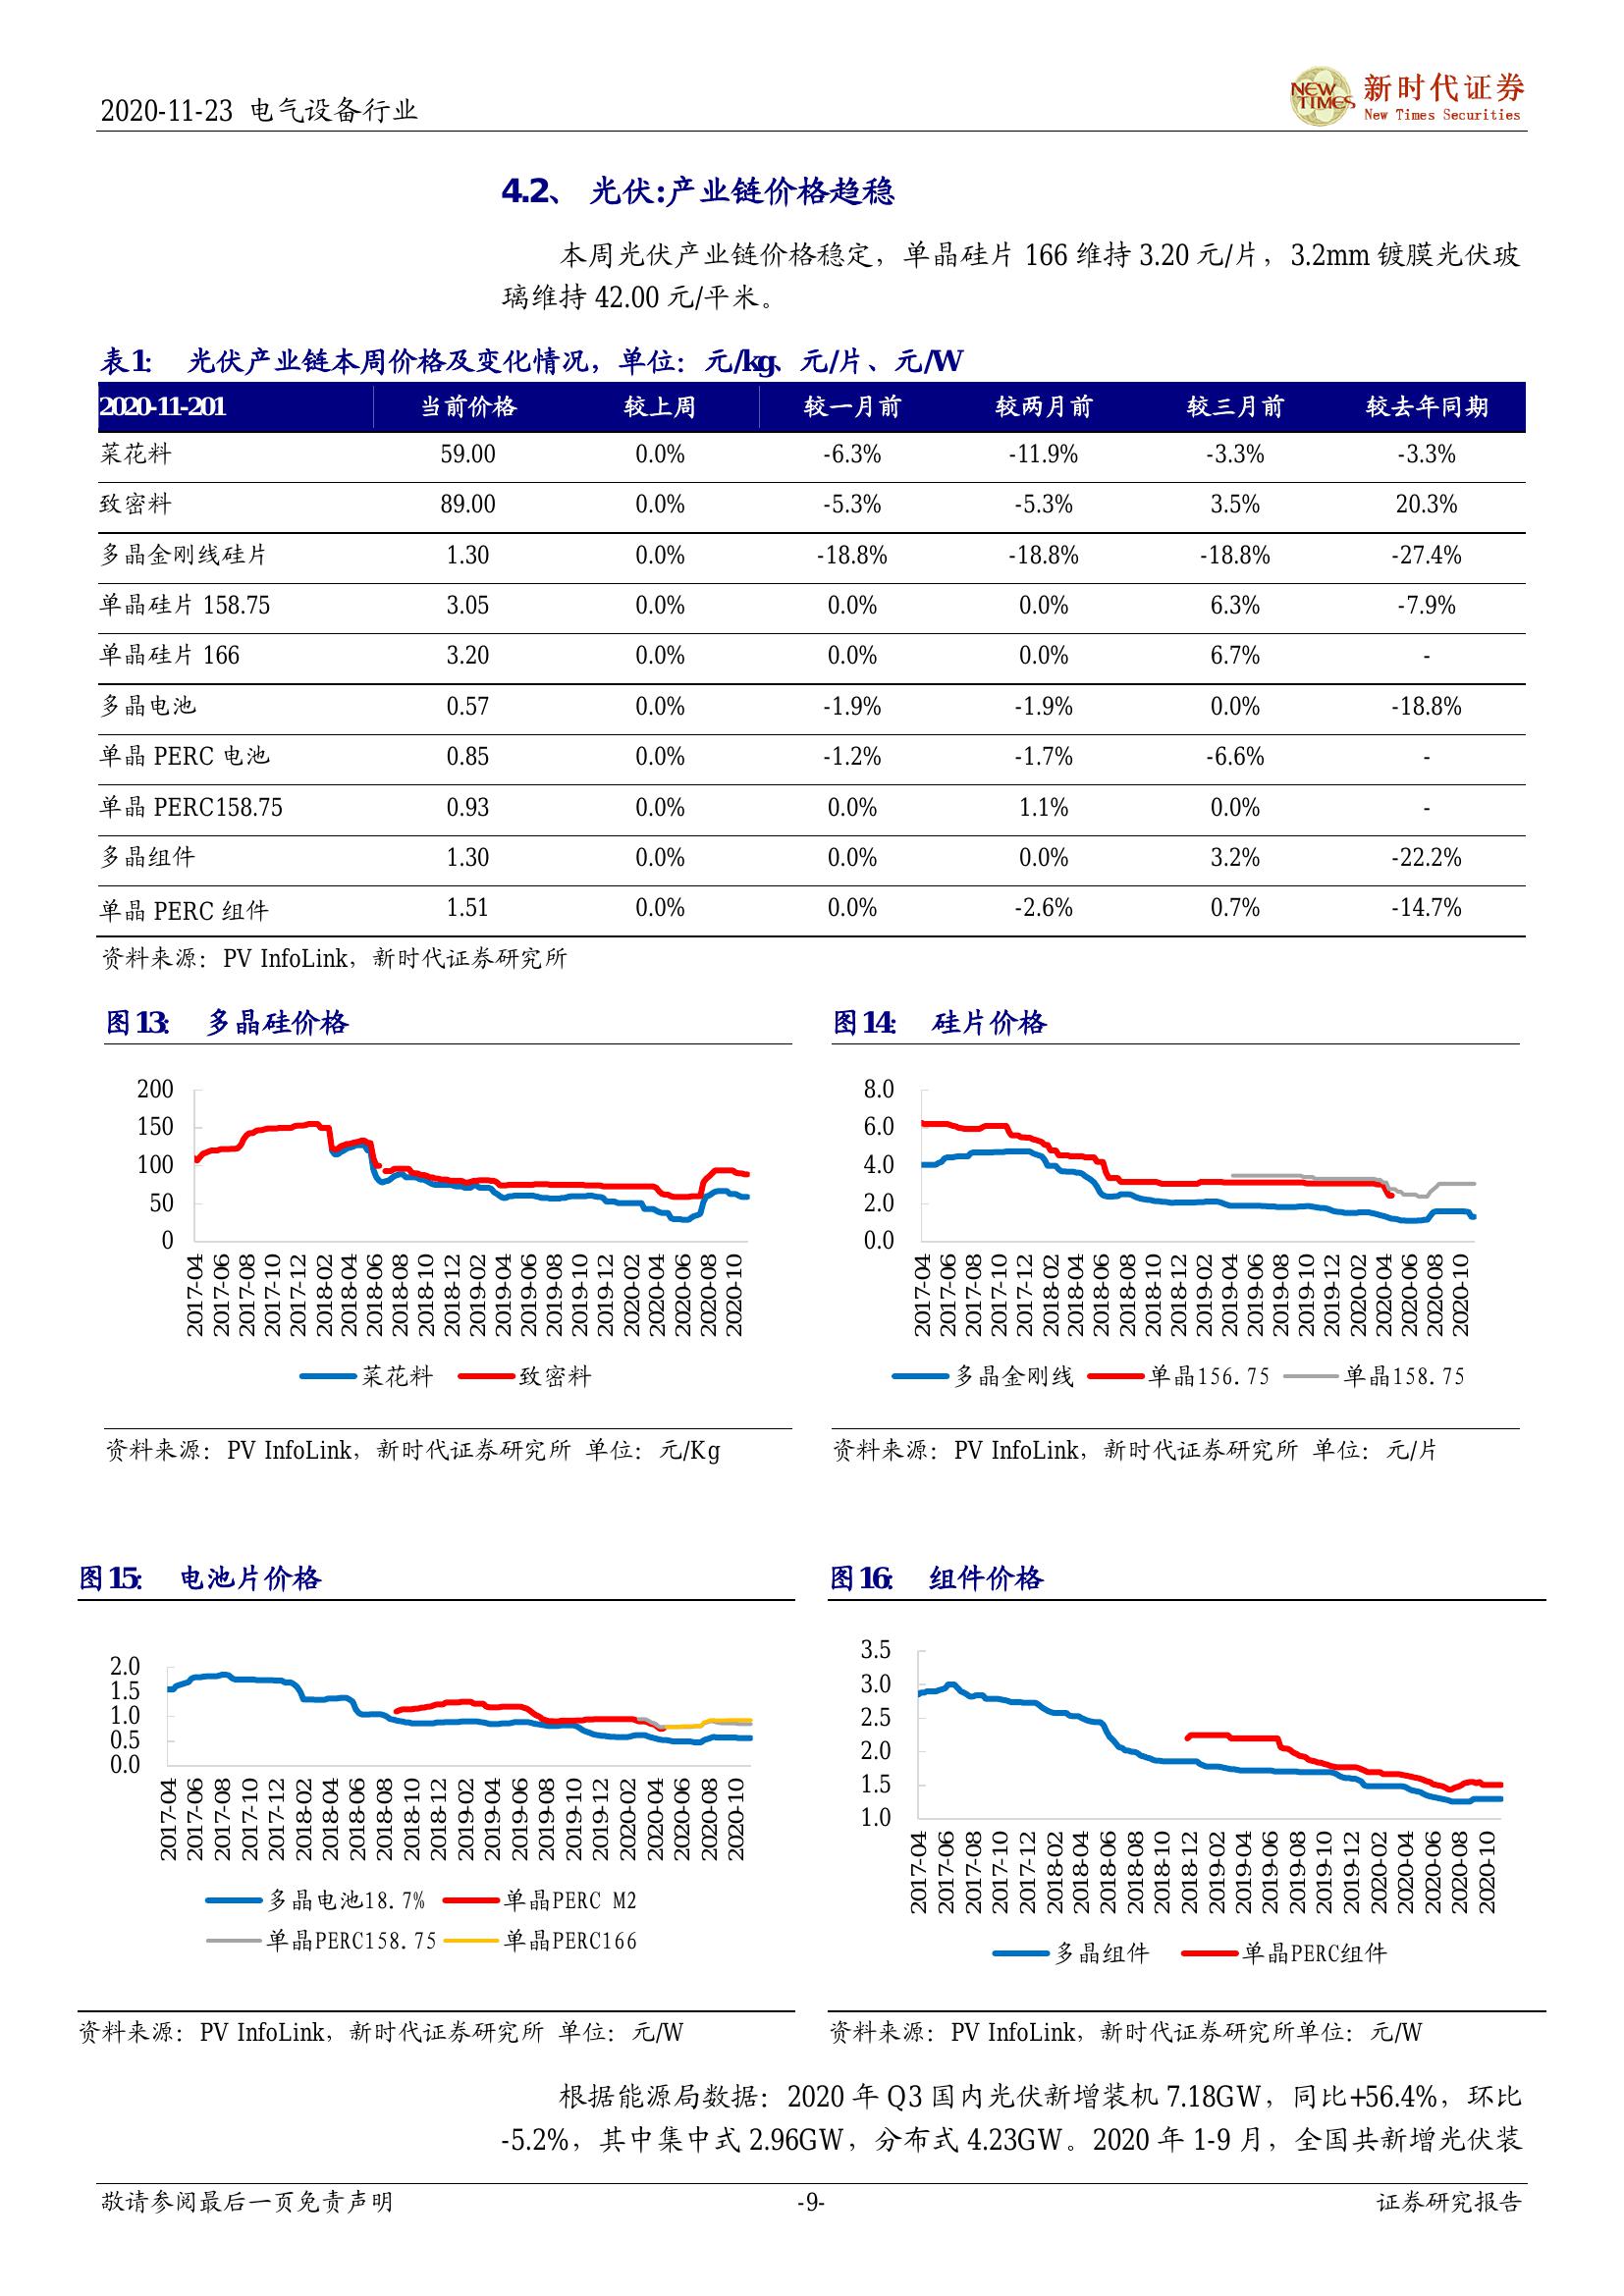 2020-11-23 电气设备行业
NEW TIMES 新时代证券
New Times Securities
4.2、 光伏:产业链价格趋稳
本周光伏产业链价格稳定，单晶硅片 166 维持 3.20 元/片，3.2mm 镀膜光伏玻
璃维持 42.00 元/平米。
表1： 光伏产业链本周价格及变化情况，单位：元/kg、元/片、元/W
2020-11-201 当前价格 较上周 较一月前 较两月前 较三月前 较去年同期
菜花料 59.00 0.0% -6.3% -11.9% -3.3% -3.3%
致密料 89.00 0.0% -5.3% -5.3% 3.5% 20.3%
多晶金刚线硅片 1.30 0.0% -18.8% -18.8% -18.8% -27.4%
单晶硅片 158.75 3.05 0.0% 0.0% 0.0% 6.3% -7.9%
单晶硅片 166 3.20 0.0% 0.0% 0.0% 6.7% -
多晶电池 0.57 0.0% -1.9% -1.9% 0.0% -18.8%
单晶 PERC 电池 0.85 0.0% -1.2% -1.7% -6.6% -
单晶 PERC158.75 0.93 0.0% 0.0% 1.1% 0.0% -
多晶组件 1.30 0.0% 0.0% 0.0% 3.2% -22.2%
单晶 PERC 组件 1.51 0.0% 0.0% -2.6% 0.7% -14.7%
资料来源：PV InfoLink，新时代证券研究所
图13： 多晶硅价格
200
150
100
50
0
2017-04 2017-06 2017-08 2017-10 2017-12 2018-02 2018-04 2018-06 2018-08 2018-10 2018-12 2019-02 2019-04 2019-06 2019-08 2019-10 2019-12 2020-02 2020-04 2020-06 2020-08 2020-10
菜花料 致密料
资料来源：PV InfoLink，新时代证券研究所 单位：元/Kg
图14： 硅片价格
8.0
6.0
4.0
2.0
0.0
2017-04 2017-06 2017-08 2017-10 2017-12 2018-02 2018-04 2018-06 2018-08 2018-10 2018-12 2019-02 2019-04 2019-06 2019-08 2019-10 2019-12 2020-02 2020-04 2020-06 2020-08 2020-10
多晶金刚线 单晶156.75 单晶158.75
资料来源：PV InfoLink，新时代证券研究所 单位：元/片
图15： 电池片价格
2.0
1.5
1.0
0.5
0.0
2017-04 2017-06 2017-08 2017-10 2017-12 2018-02 2018-04 2018-06 2018-08 2018-10 2018-12 2019-02 2019-04 2019-06 2019-08 2019-10 2019-12 2020-02 2020-04 2020-06 2020-08 2020-10
多晶电池18.7% 单晶PERC M2
单晶PERC158.75 单晶PERC166
资料来源：PV InfoLink，新时代证券研究所 单位：元/W
图16： 组件价格
3.5
3.0
2.5
2.0
1.5
1.0
2017-04 2017-06 2017-08 2017-10 2017-12 2018-02 2018-04 2018-06 2018-08 2018-10 2018-12 2019-02 2019-04 2019-06 2019-08 2019-10 2019-12 2020-02 2020-04 2020-06 2020-08 2020-10
多晶组件 单晶PERC组件
资料来源：PV InfoLink，新时代证券研究所单位：元/W
根据能源局数据：2020 年 Q3 国内光伏新增装机 7.18GW，同比+56.4%，环比
-5.2%，其中集中式 2.96GW，分布式 4.23GW。2020 年 1-9 月，全国共新增光伏装
敬请参阅最后一页免责声明 -9- 证券研究报告